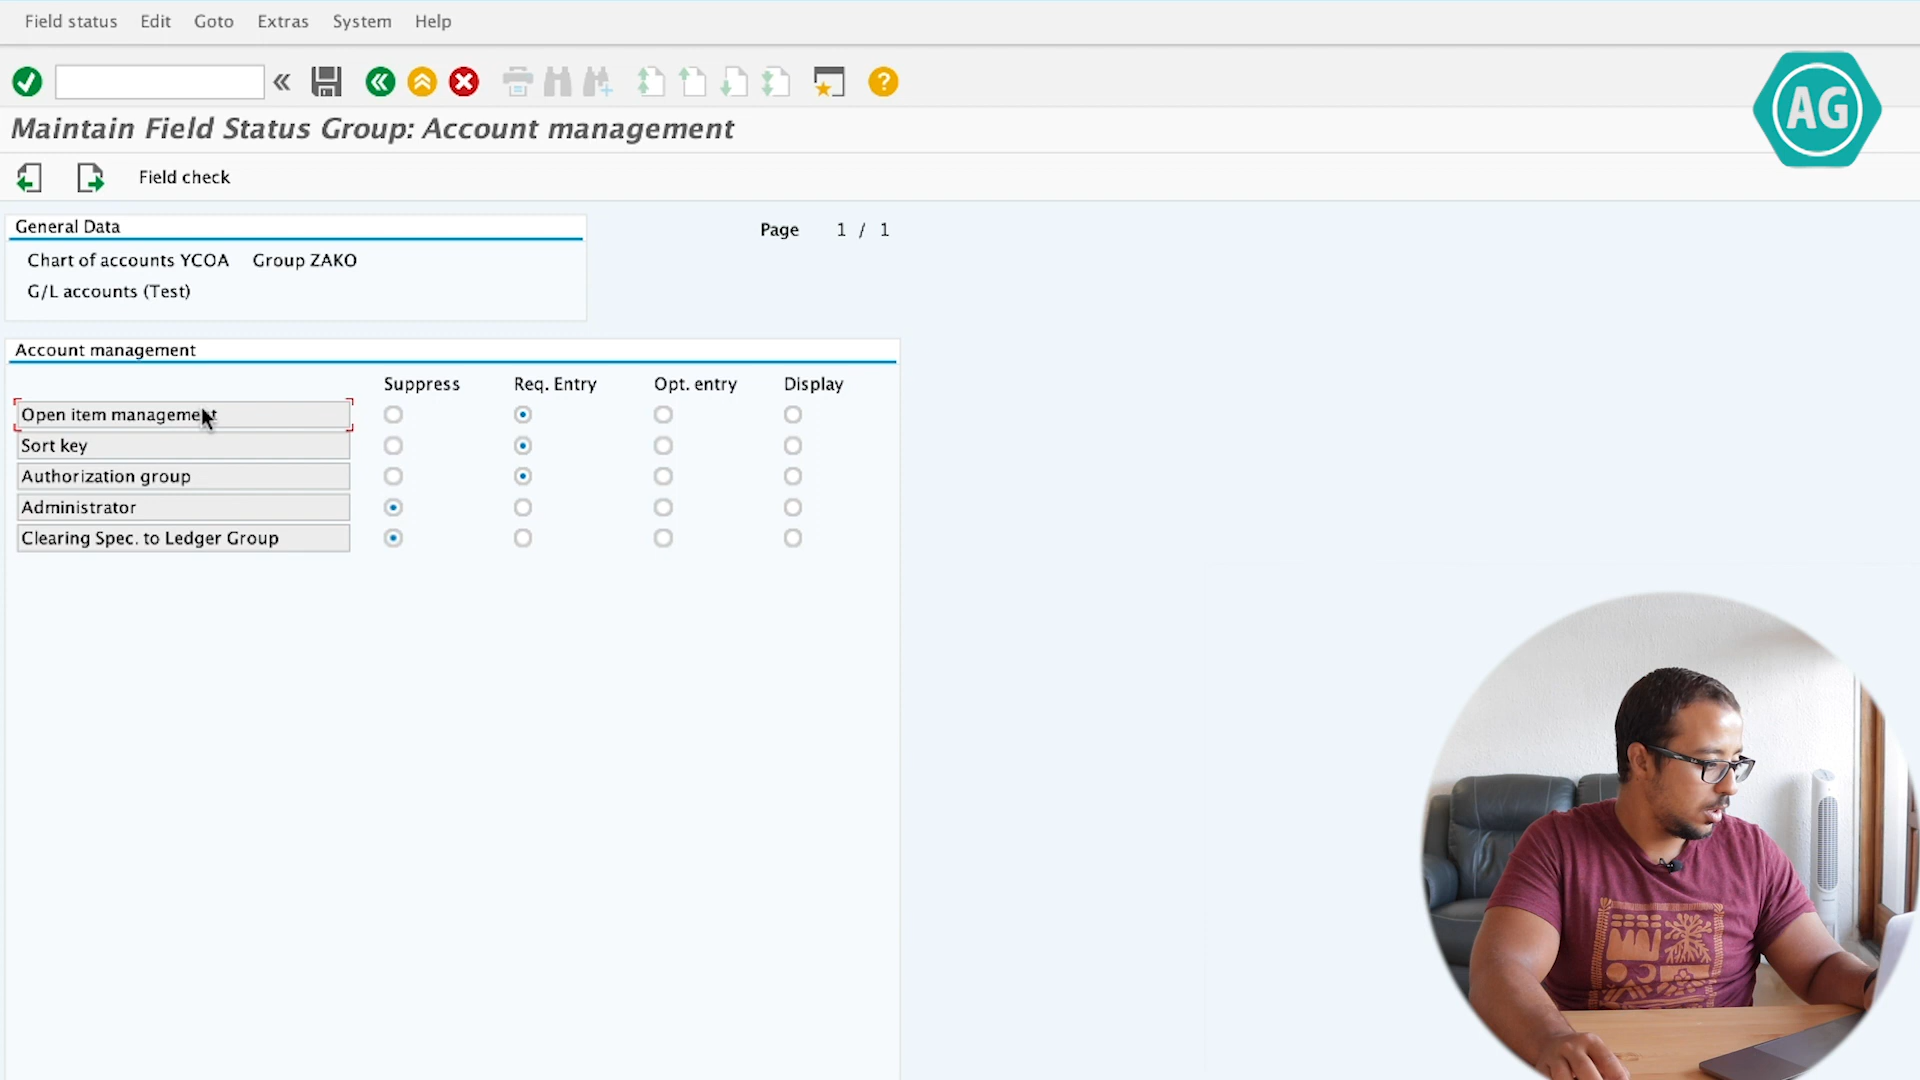 Field status Edit Goto Extras System Help
AG
Maintain Field Status Group: Account management
Field check
General Data
Page 1 / 1
Chart of accounts YCOA Group ZAKO
G/L accounts (Test)
Account management
Suppress Req. Entry Opt. entry Display
Open item management
Sort key
Authorization group
Administrator
Clearing Spec. to Ledger Group